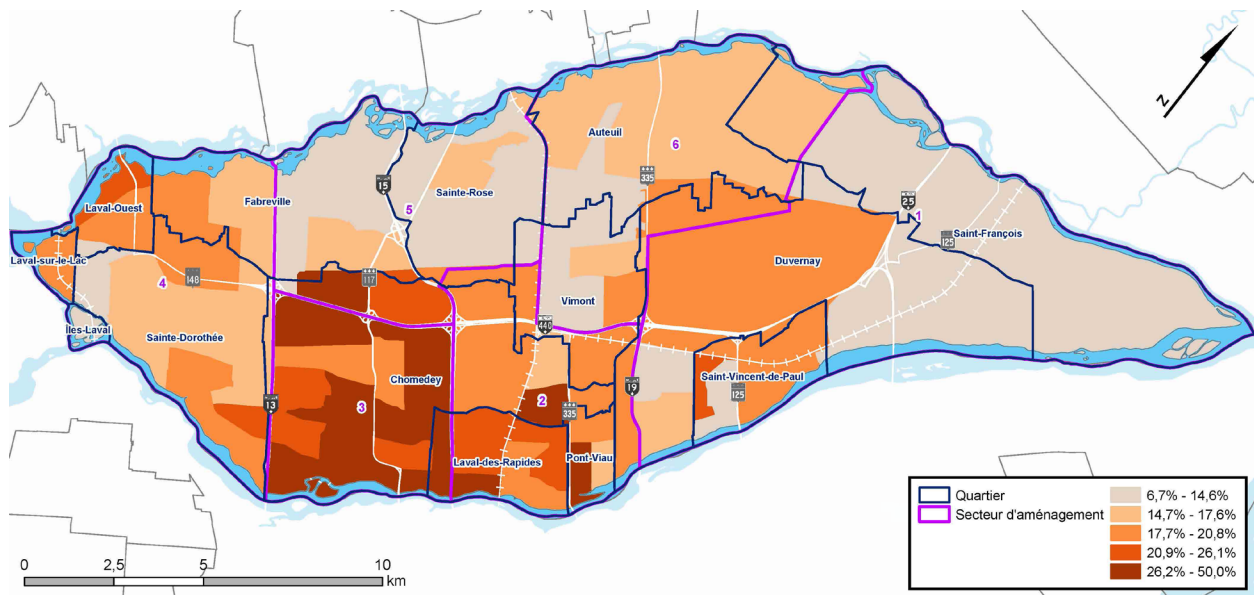 N
Auteuil
6
335
Sainte-Rose
15
Fabreville
Laval-Ouest
5
25
1
Saint-François
125
Duvernay
Laval-sur-le-Lac
148
4
117
Vimont
Îles-Laval
Sainte-Dorothée
440
Chomedey
Saint-Vincent-de-Paul
19
125
13
3
2
335
Laval-des-Rapides
Pont-Viau
Quartier
Secteur d'aménagement
6,7% - 14,6%
14,7% - 17,6%
17,7% - 20,8%
20,9% - 26,1%
26,2% - 50,0%
0 2,5 5 10
km